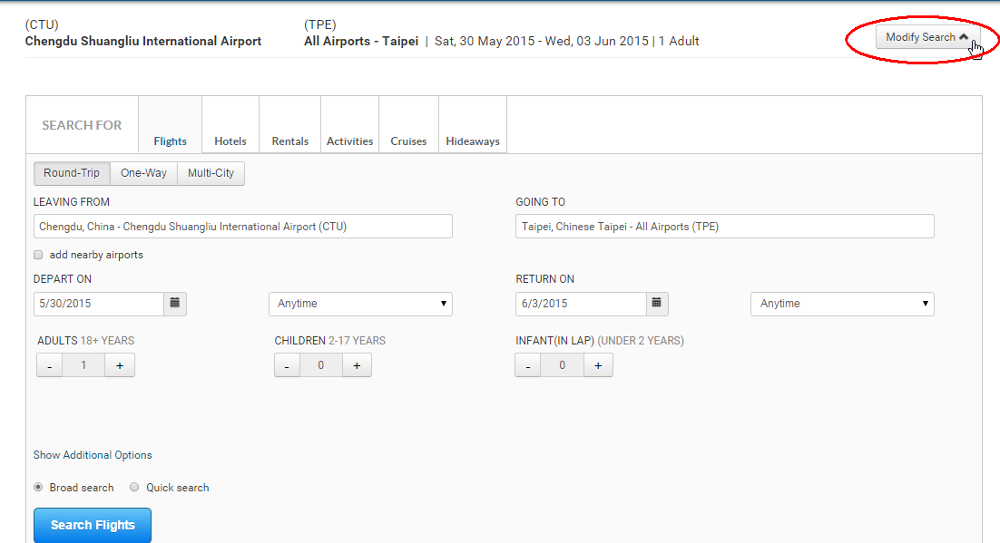 (CTU) (TPE)
Chengdu Shuangliu International Airport All Airports - Taipei | Sat, 30 May 2015 - Wed, 03 Jun 2015 | 1 Adult Modify Search
SEARCH FOR Flights Hotels Rentals Activities Cruises Hideaways
Round-Trip One-Way Multi-City
LEAVING FROM GOING TO
Chengdu, China - Chengdu Shuangliu International Airport (CTU) Taipei, Chinese Taipei - All Airports (TPE)
add nearby airports
DEPART ON RETURN ON
5/30/2015 Anytime 6/3/2015 Anytime
ADULTS 18+ YEARS CHILDREN 2-17 YEARS INFANT(IN LAP) (UNDER 2 YEARS)
- 1 + - 0 + - 0 +
Show Additional Options
Broad search Quick search
Search Flights